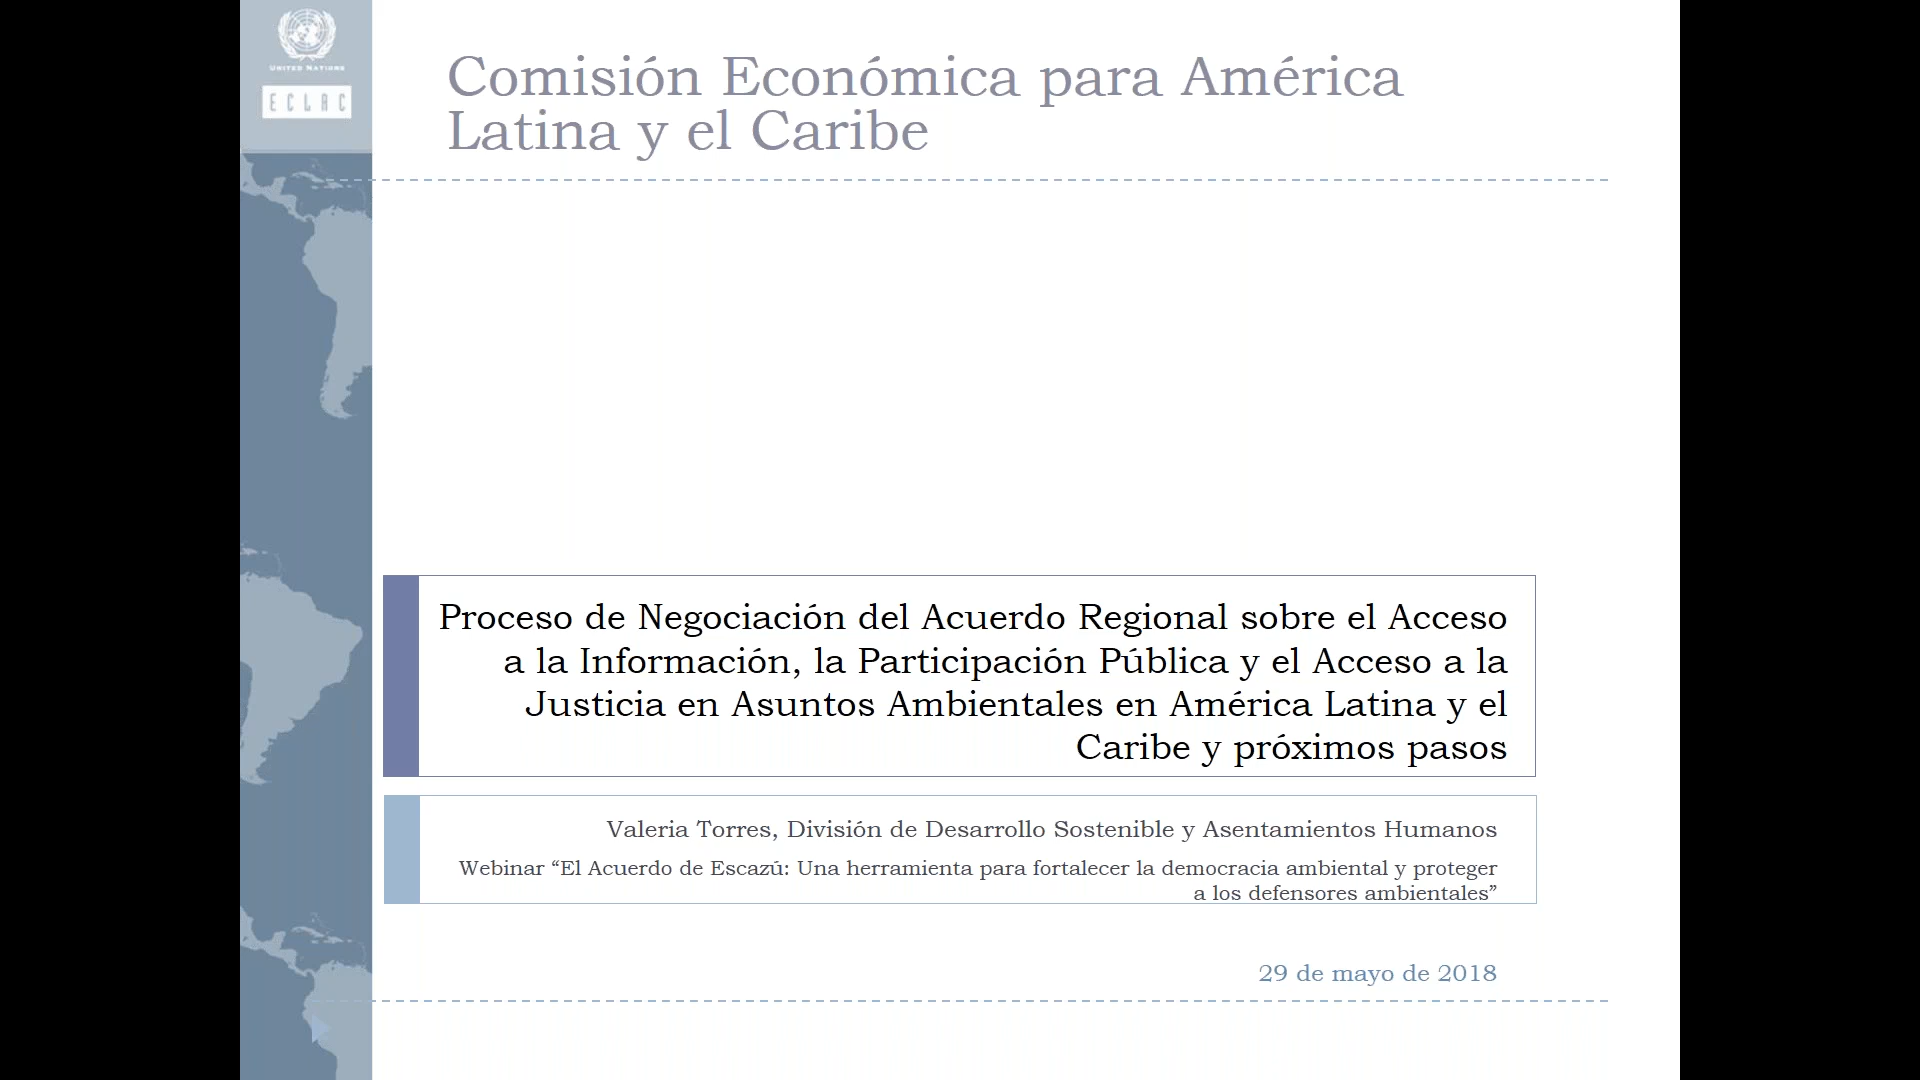 UNITED NATIONS
ECLAC
Comisión Económica para América
Latina y el Caribe
Proceso de Negociación del Acuerdo Regional sobre el Acceso
a la Información, la Participación Pública y el Acceso a la
Justicia en Asuntos Ambientales en América Latina y el
Caribe y próximos pasos
Valeria Torres, División de Desarrollo Sostenible y Asentamientos Humanos
Webinar “El Acuerdo de Escazú: Una herramienta para fortalecer la democracia ambiental y proteger
a los defensores ambientales”
29 de mayo de 2018